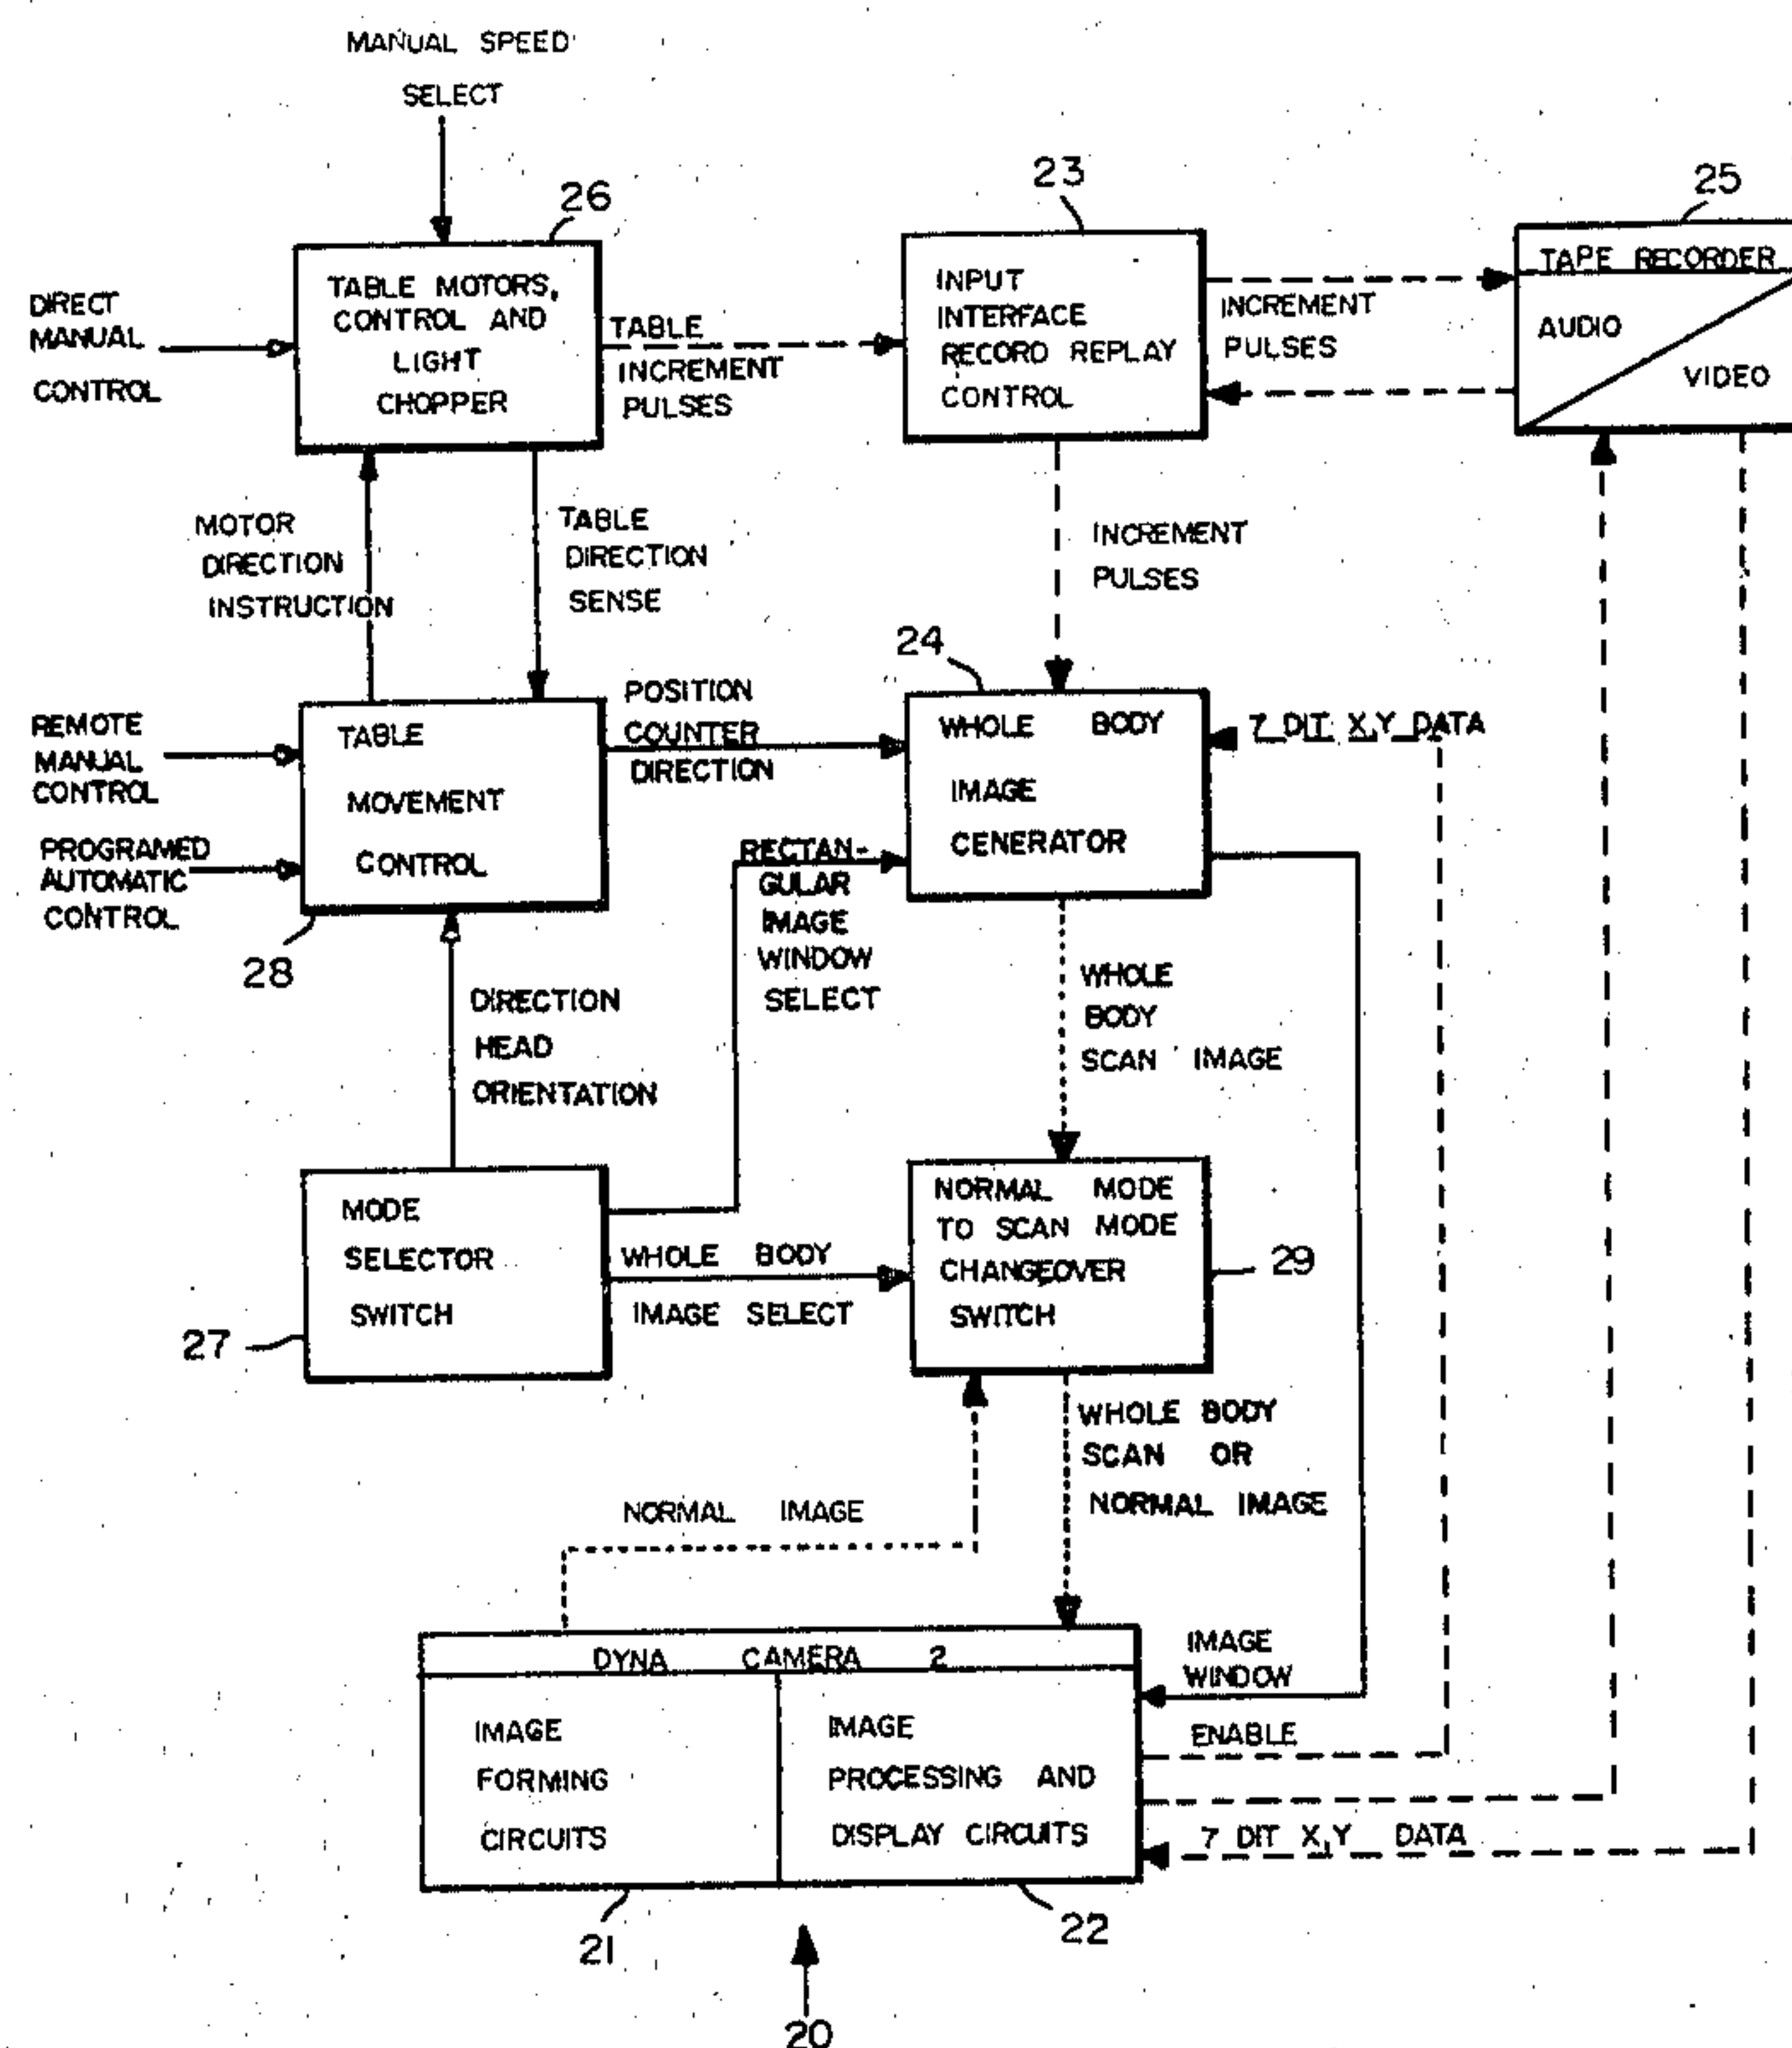 MANUAL SPEED
SELECT
26
23
25
DIRECT
MANUAL
CONTROL
TABLE MOTORS,
CONTROL AND
LIGHT
CHOPPER
TABLE
INCREMENT
PULSES
INPUT
INTERFACE
RECORD REPLAY
CONTROL
INCREMENT
PULSES
TAPE RECORDER
AUDIO
VIDEO
MOTOR
DIRECTION
INSTRUCTION
TABLE
DIRECTION
SENSE
INCREMENT
PULSES
24
REMOTE
MANUAL
CONTROL
PROGRAMED
AUTOMATIC
CONTROL
TABLE
MOVEMENT
CONTROL
28
POSITION
COUNTER
DIRECTION
WHOLE BODY
IMAGE
CENERATOR
7 DIT X,Y DATA
RECTAN-
GULAR
IMAGE
WINDOW
SELECT
DIRECTION
HEAD
ORIENTATION
WHOLE
BODY
SCAN IMAGE
MODE
SELECTOR
SWITCH
27
WHOLE BODY
IMAGE SELECT
NORMAL MODE
TO SCAN MODE
CHANGEOVER
SWITCH
29
WHOLE BODY
SCAN OR
NORMAL IMAGE
NORMAL IMAGE
DYNA CAMERA 2
IMAGE
FORMING
CIRCUITS
IMAGE
PROCESSING AND
DISPLAY CIRCUITS
IMAGE
WINDOW
ENABLE
7 DIT X,Y DATA
21
22
20